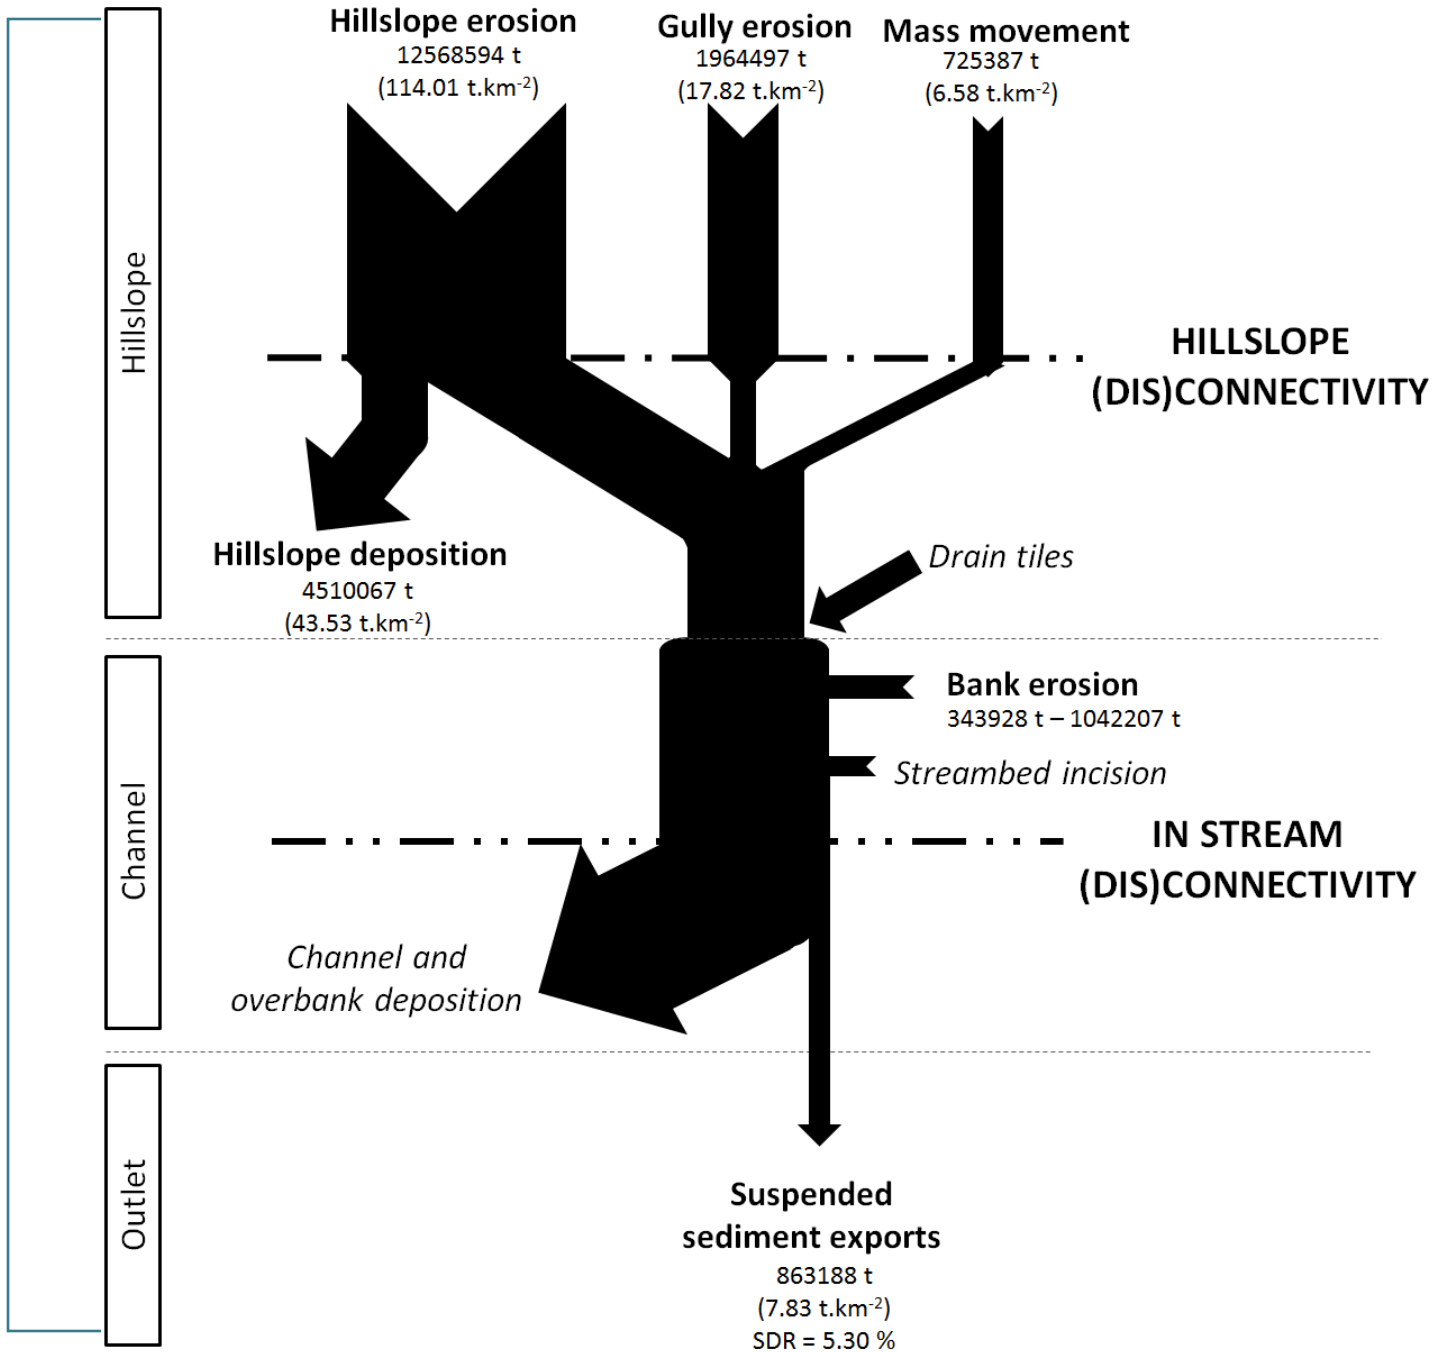 Hillslope erosion
12568594 t
(114.01 t.km⁻²)
Gully erosion
1964497 t
(17.82 t.km⁻²)
Mass movement
725387 t
(6.58 t.km⁻²)
Hillslope
HILLSLOPE
(DIS)CONNECTIVITY
Hillslope deposition
4510067 t
(43.53 t.km⁻²)
Drain tiles
Channel
Bank erosion
343928 t – 1042207 t
Streambed incision
IN STREAM
(DIS)CONNECTIVITY
Channel and
overbank deposition
Outlet
Suspended
sediment exports
863188 t
(7.83 t.km⁻²)
SDR = 5.30 %